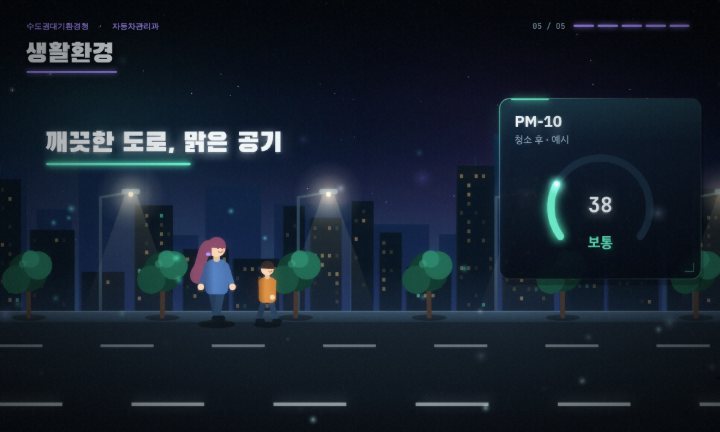 수도권대기환경청 · 자동차관리과
05 / 05
생활환경
깨끗한 도로, 맑은 공기
PM-10
청소 후 · 예시
38
보통